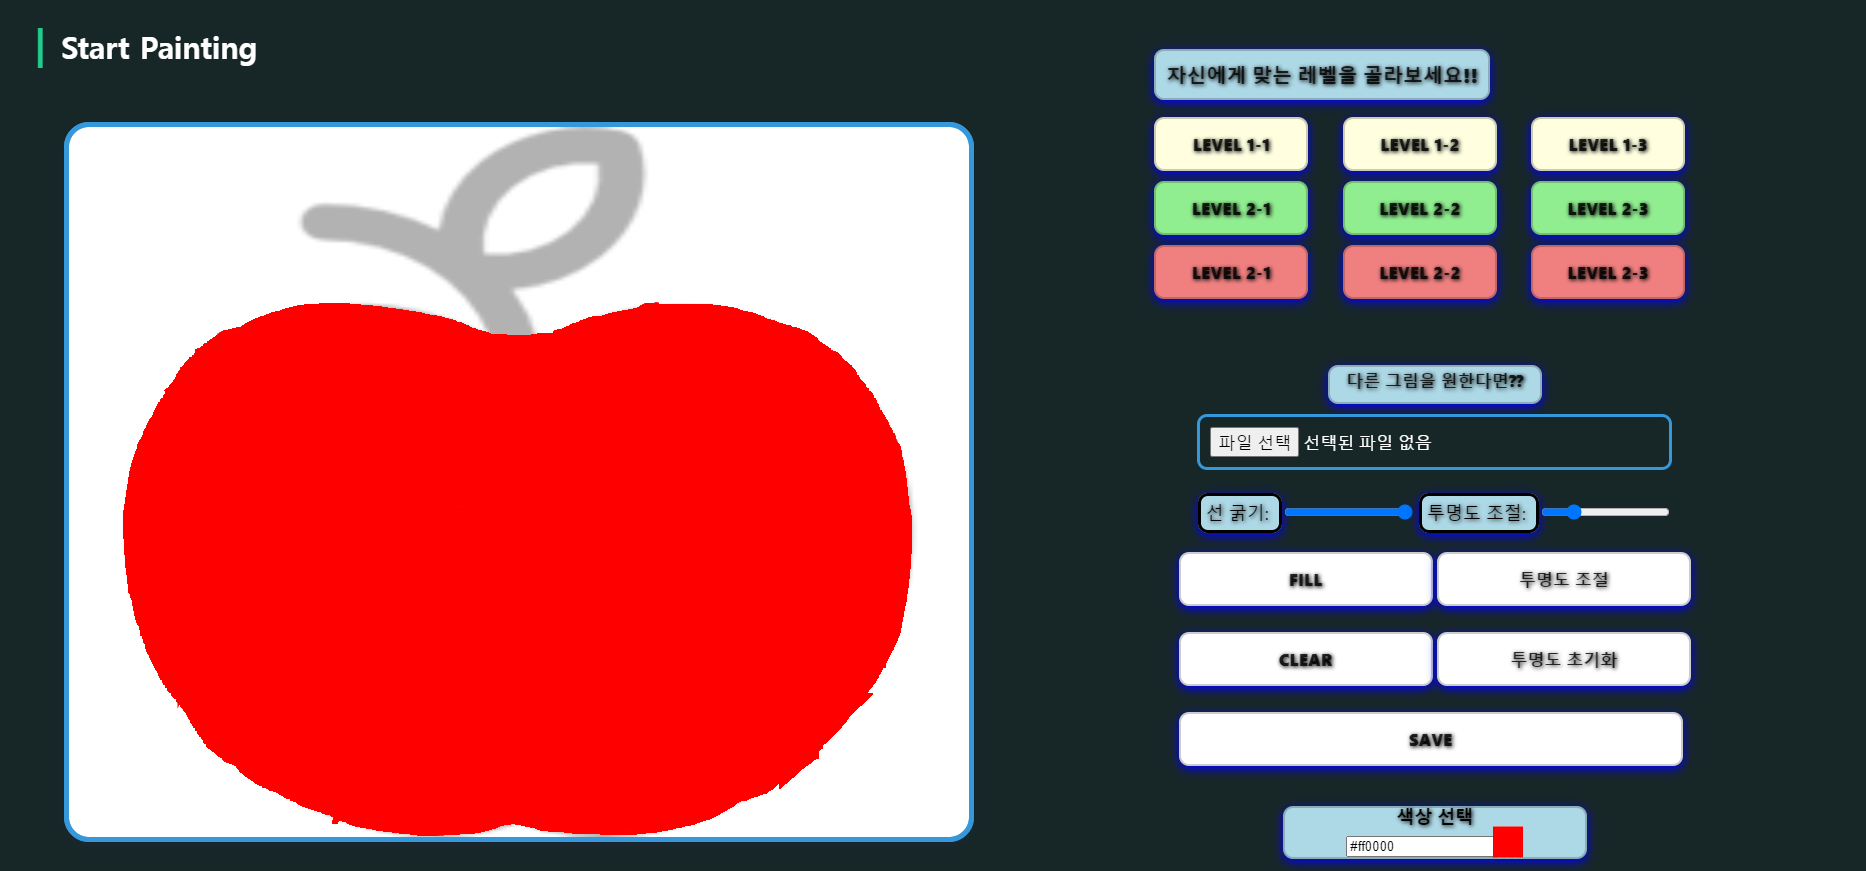 Start Painting
자신에게 맞는 레벨을 골라보세요!!
LEVEL 1-1 LEVEL 1-2 LEVEL 1-3
LEVEL 2-1 LEVEL 2-2 LEVEL 2-3
LEVEL 2-1 LEVEL 2-2 LEVEL 2-3
다른 그림을 원한다면??
파일 선택 선택된 파일 없음
선 굵기: 투명도 조절:
FILL 투명도 조절
CLEAR 투명도 초기화
SAVE
색상 선택
#ff0000